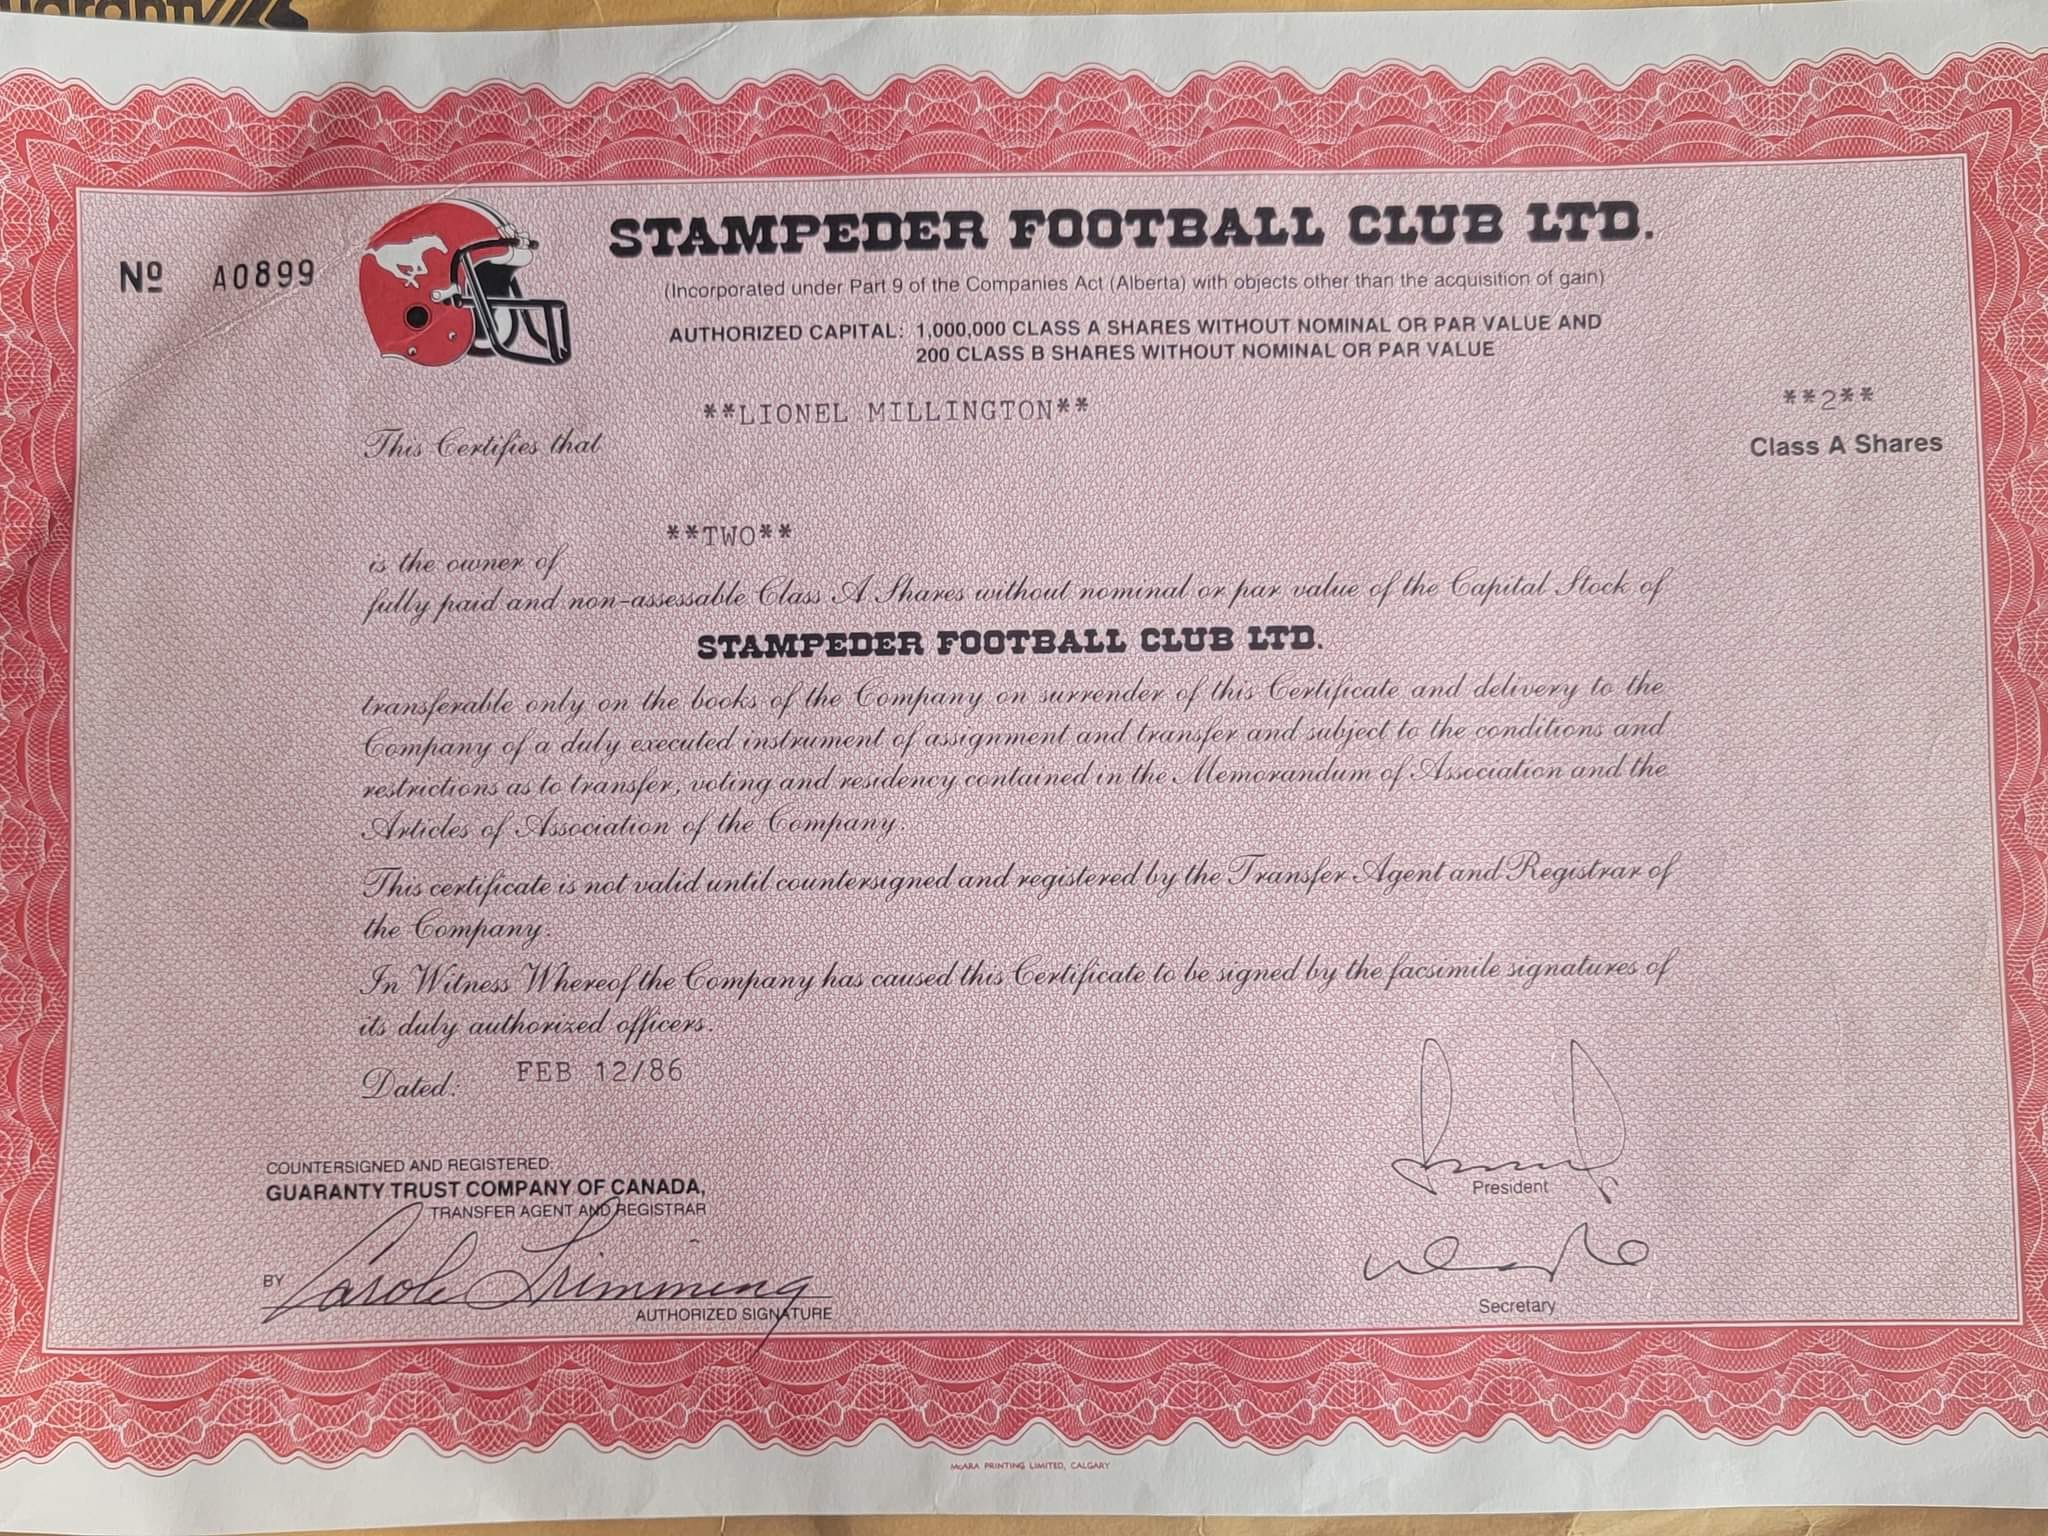 Nº A0899
STAMPEDER FOOTBALL CLUB LTD.
(Incorporated under Part 9 of the Companies Act (Alberta) with objects other than the acquisition of gain)
AUTHORIZED CAPITAL: 1,000,000 CLASS A SHARES WITHOUT NOMINAL OR PAR VALUE AND
200 CLASS B SHARES WITHOUT NOMINAL OR PAR VALUE
**LIONEL MILLINGTON**
**2**
This Certifies that
Class A Shares
**TWO**
is the owner of
fully paid and non-assessable Class A Shares without nominal or par value of the Capital Stock of
STAMPEDER FOOTBALL CLUB LTD.
transferable only on the books of the Company on surrender of this Certificate and delivery to the
Company of a duly executed instrument of assignment and transfer and subject to the conditions and
restrictions as to transfer, voting and residency contained in the Memorandum of Association and the
Articles of Association of the Company.
This certificate is not valid until countersigned and registered by the Transfer Agent and Registrar of
the Company.
In Witness Whereof the Company has caused this Certificate to be signed by the facsimile signatures of
its duly authorized officers.
Dated: FEB 12/86
COUNTERSIGNED AND REGISTERED:
GUARANTY TRUST COMPANY OF CANADA,
TRANSFER AGENT AND REGISTRAR
BY Carole Trimming
AUTHORIZED SIGNATURE
President
Secretary
McARA PRINTING LIMITED, CALGARY